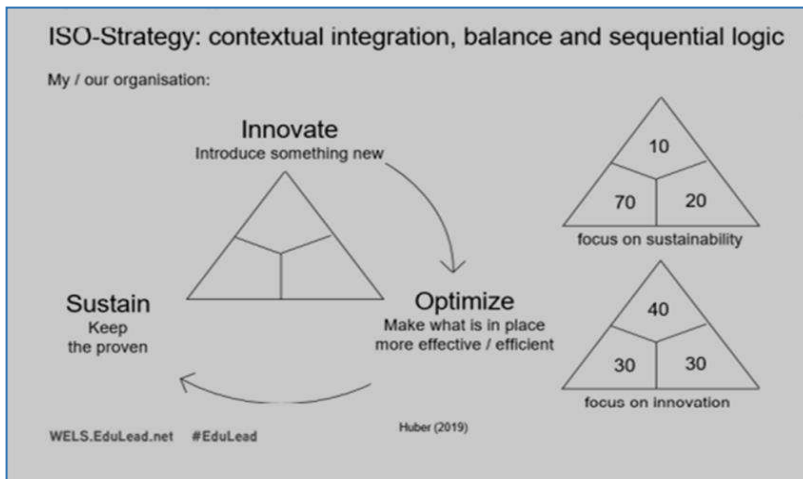 ISO-Strategy: contextual integration, balance and sequential logic
My / our organisation:
Innovate
Introduce something new
Sustain
Keep
the proven
Optimize
Make what is in place
more effective / efficient
10
70 20
focus on sustainability
40
30 30
focus on innovation
WELS.EduLead.net #EduLead
Huber (2019)